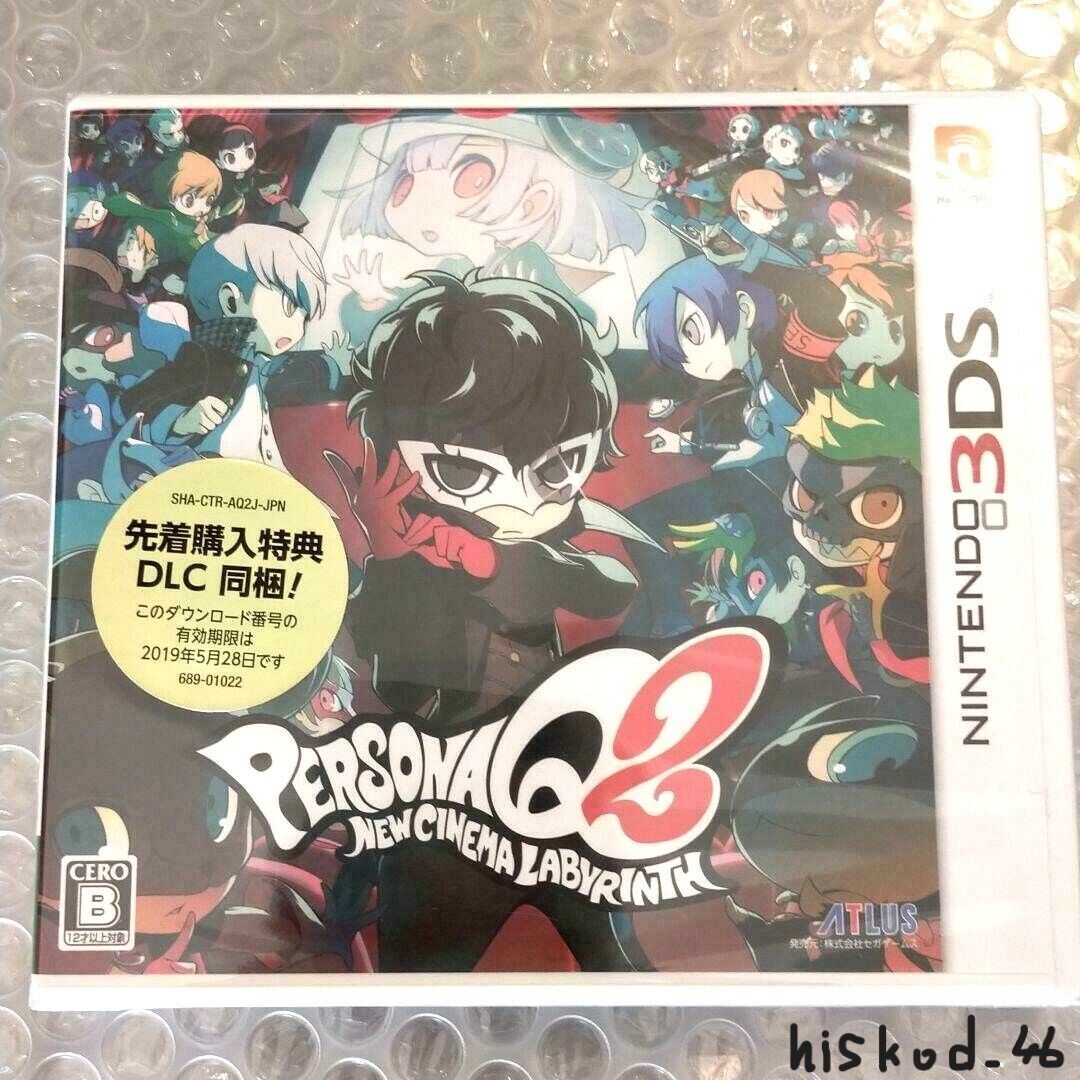 SHA-CTR-AQ2J-JPN
先着購入特典
DLC 同梱!
このダウンロード番号の
有効期限は
2019年5月28日です
689-01022
NINTENDO3DS
PERSONA Q2
NEW CINEMA LABYRINTH
CERO
B
12才以上対象
ATLUS
発売元:株式会社セガゲームス
hiskud_46